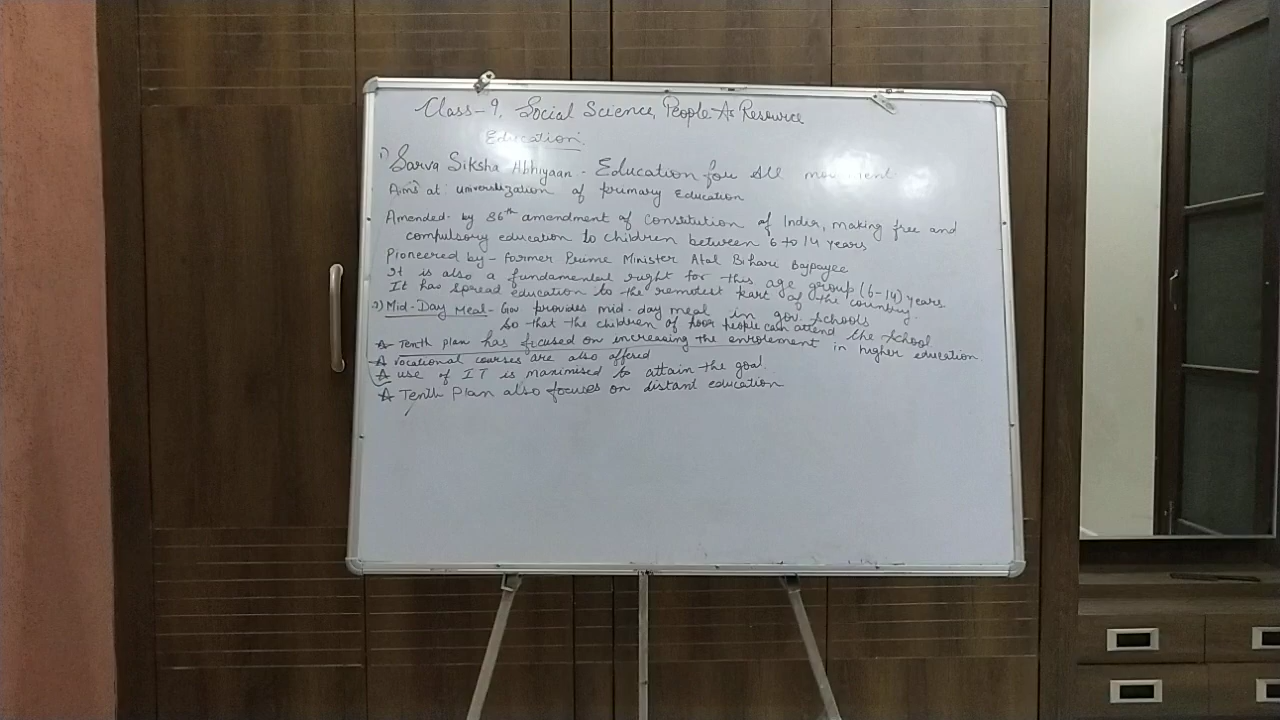 Class-9, Social Science, People As Resource
Education:
1) Sarva Siksha Abhiyaan - Education for All
Aims at: universlization of primary Education
Amended by 86th amendment of Constitution of India, making free and
compulsory education to children between 6 to 14 years
Pioneered by - former Prime Minister Atal Bihari Bajpayee
It is also a fundamental right for this age group (6-14) years
It has spread education to the remotest part of the country.
2) Mid-Day Meal - Gov provides mid-day meal in gov. schools
So that the children of poor people can attend the School
Tenth plan has focused on increasing the enrolement in higher education.
vocational courses are also offered
use of IT is maximised to attain the goal
Tenth Plan also focuses on distant education